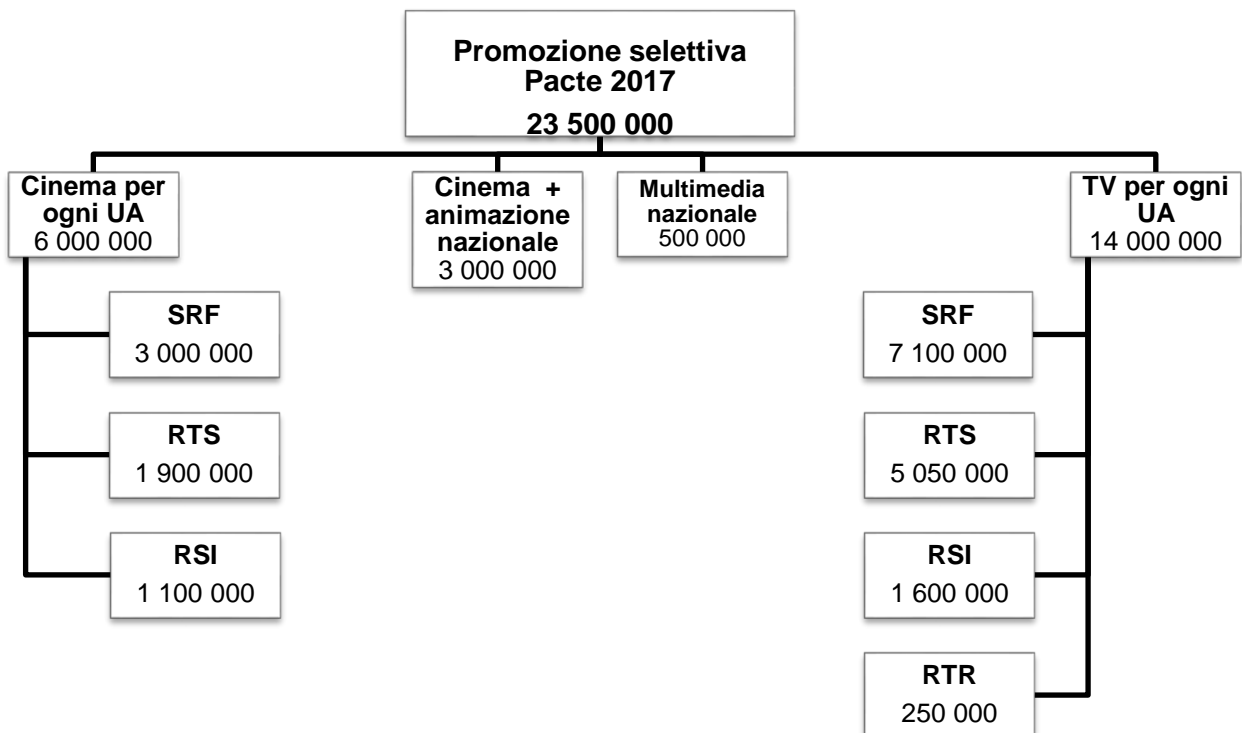 Promozione selettiva
Pacte 2017
23 500 000
Cinema per
ogni UA
6 000 000
Cinema +
animazione
nazionale
3 000 000
Multimedia
nazionale
500 000
TV per ogni
UA
14 000 000
SRF
3 000 000
RTS
1 900 000
RSI
1 100 000
SRF
7 100 000
RTS
5 050 000
RSI
1 600 000
RTR
250 000